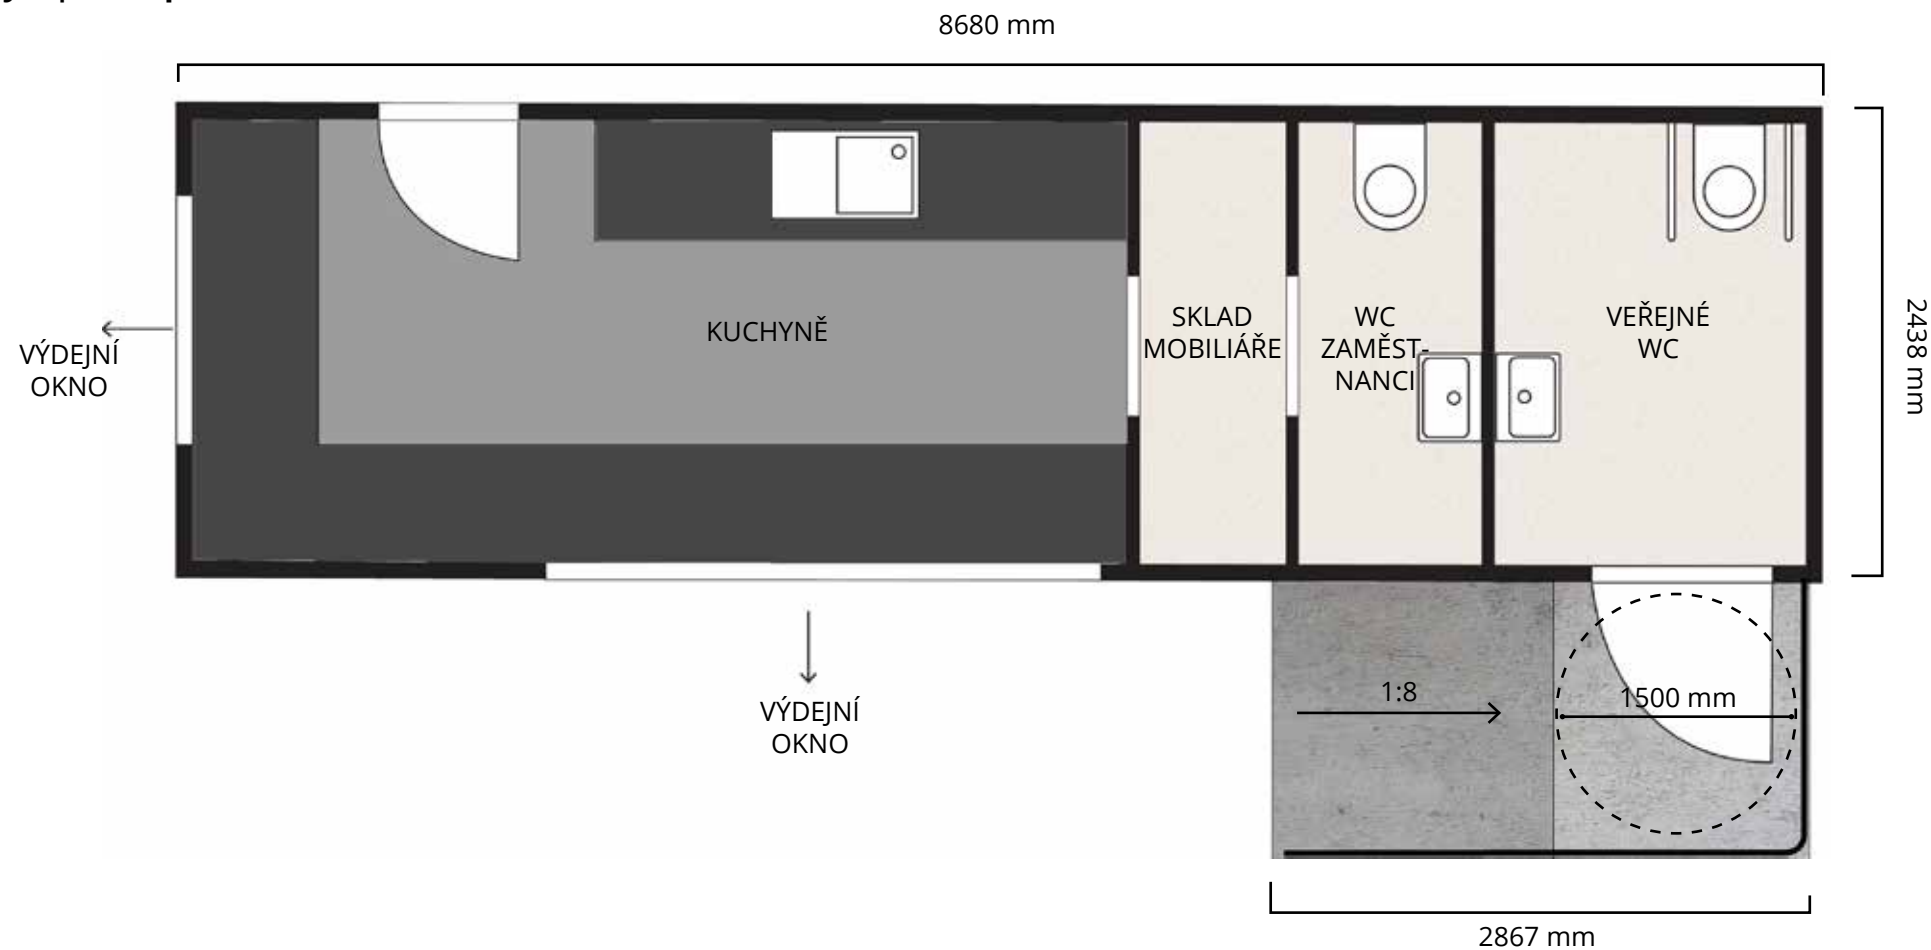 8680 mm
2438 mm
KUCHYNĚ
SKLAD
MOBILIÁŘE
WC
ZAMĚST-
NANCI
VEŘEJNÉ
WC
VÝDEJNÍ
OKNO
VÝDEJNÍ
OKNO
1:8
1500 mm
2867 mm